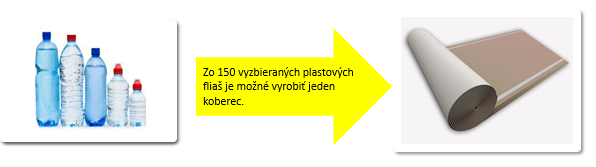 Zo 150 vyzbieraných plastových
fliaš je možné vyrobiť jeden
koberec.